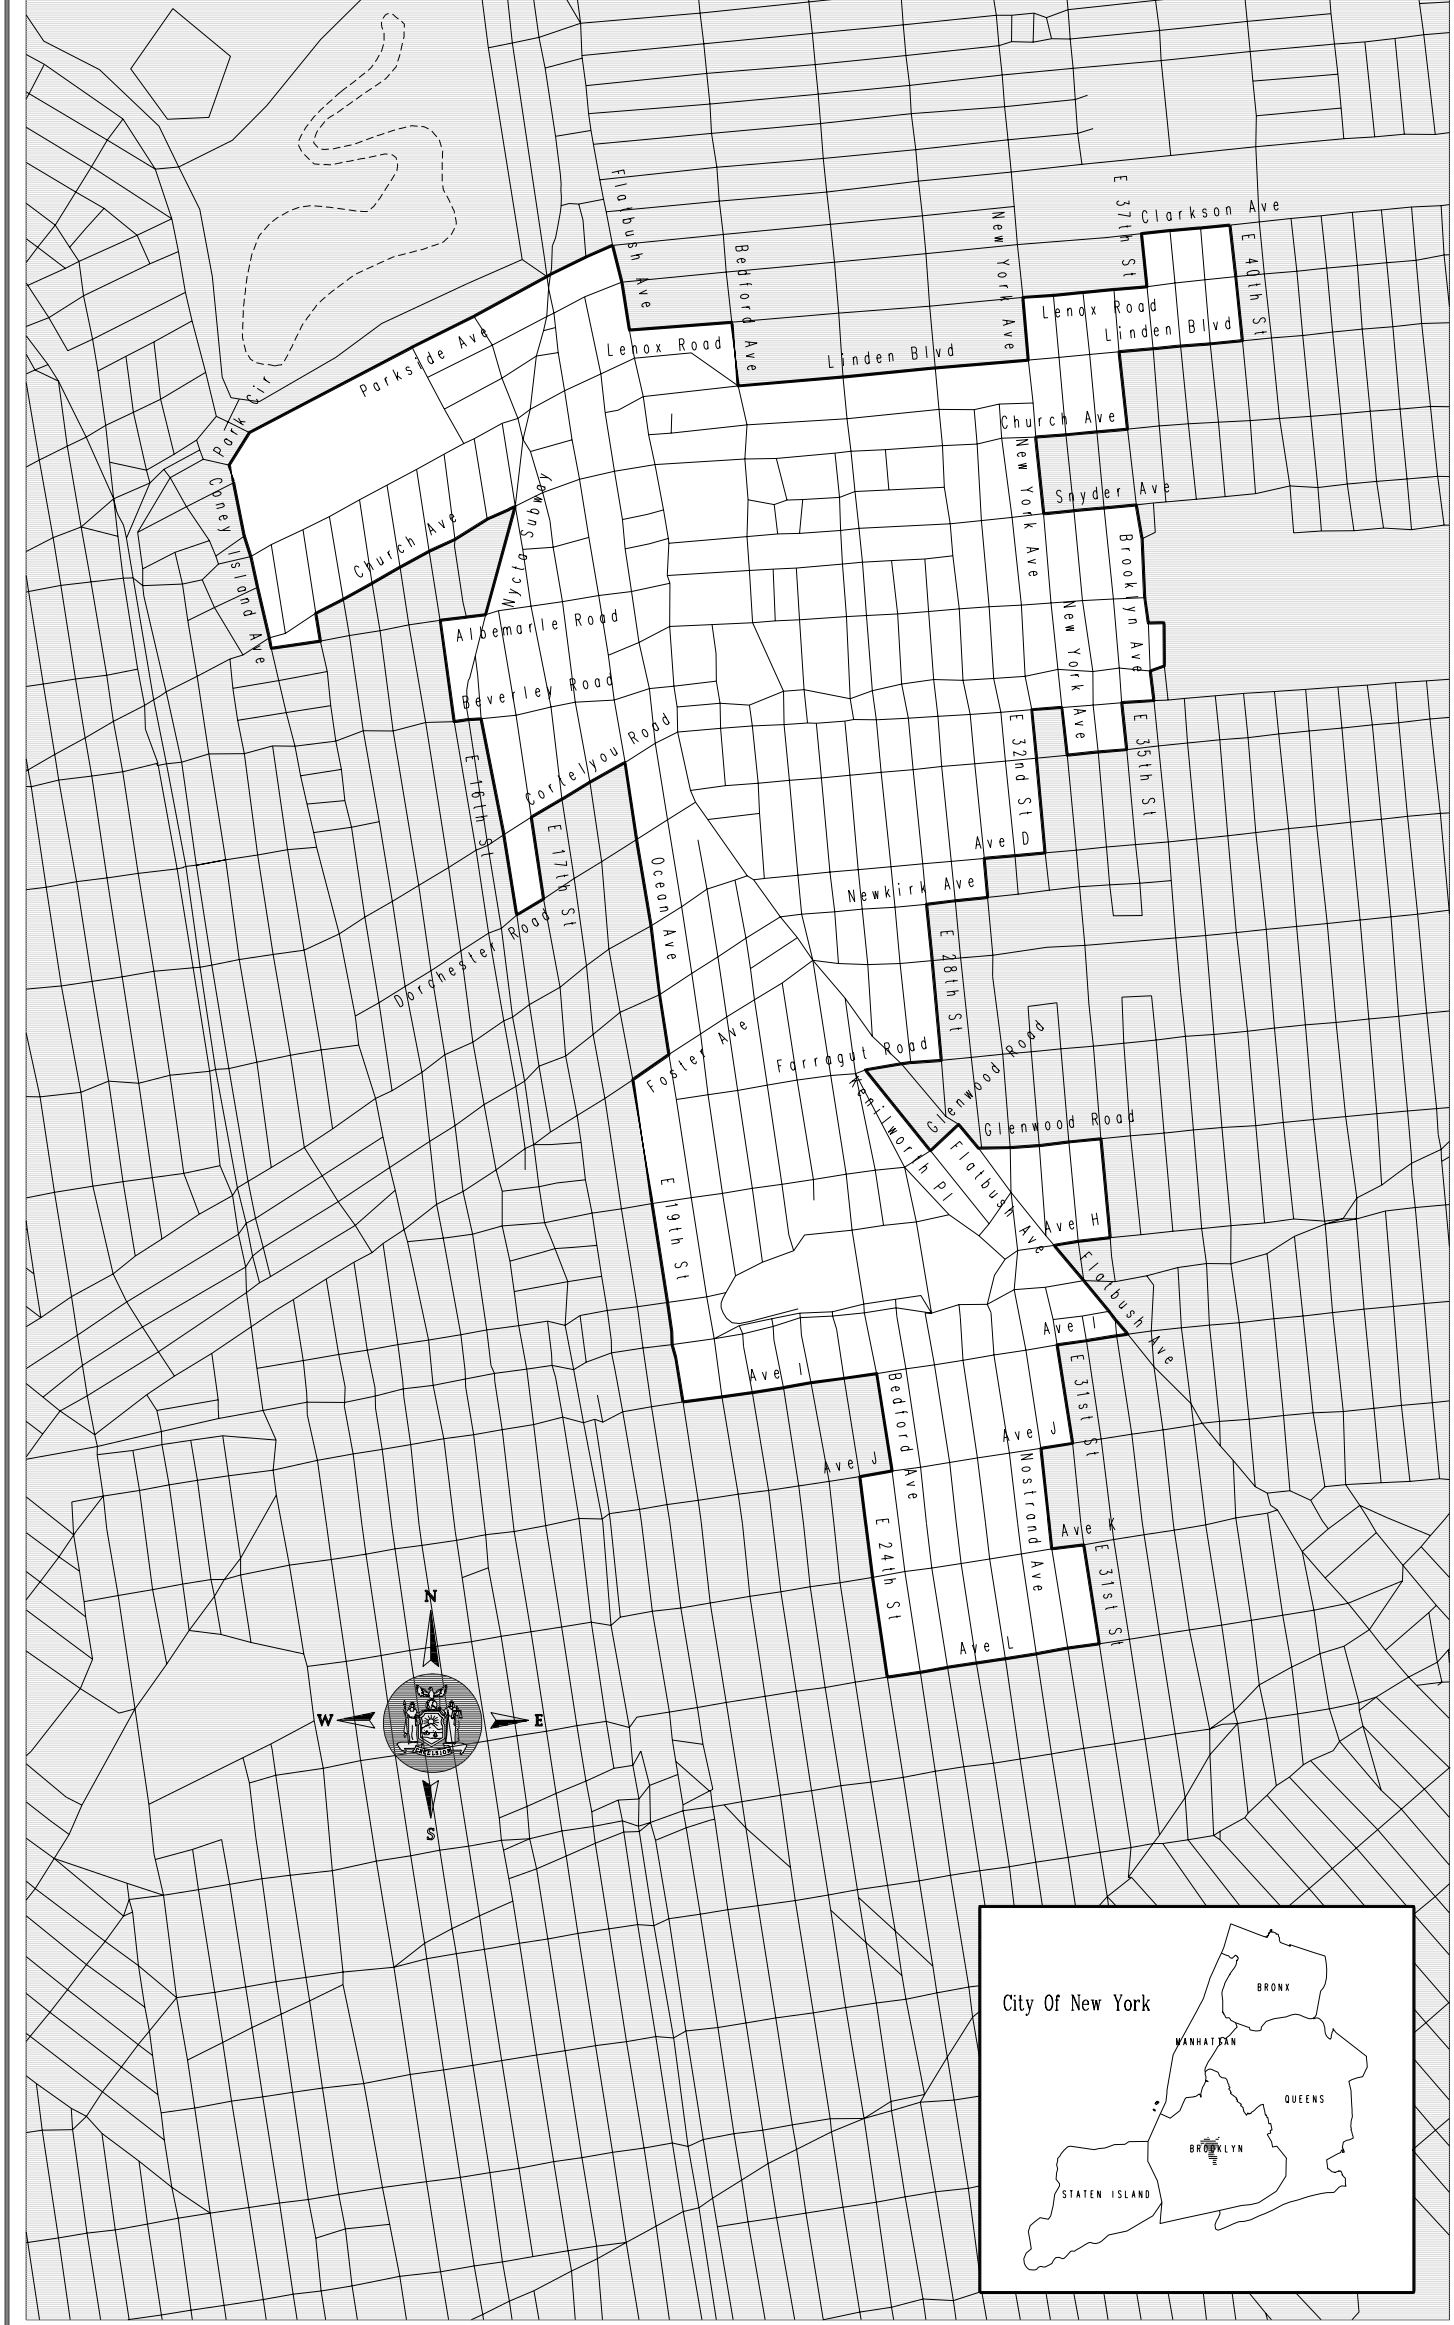 Flatbush Ave
E 37th St
Clarkson Ave
New York Ave
Bedford Ave
E 40th St
Lenox Road
Linden Blvd
Lenox Road
Linden Blvd
Parkside Ave
Park Cir
Church Ave
New York Ave
Coney Island Ave
Snyder Ave
Church Ave
Nycta Subway
Brooklyn Ave
Albemarle Road
New York Ave
Beverley Road
Cortelyou Road
E 32nd St
E 35th St
E 16th St
E 17th St
Ave D
Ocean Ave
Newkirk Ave
Dorchester Road
E 28th St
Foster Ave
Farragut Road
Glenwood Road
Kenilworth Pl
Glenwood Road
Flatbush Ave
E 19th St
Ave H
Flatbush Ave
Ave I
Ave I
E 31st St
Bedford Ave
Ave J
Ave J
Nostrand Ave
E 24th St
Ave K
E 31st St
Ave L
N
W
E
EXCELSIOR
S
City Of New York
BRONX
MANHATTAN
QUEENS
BROOKLYN
STATEN ISLAND